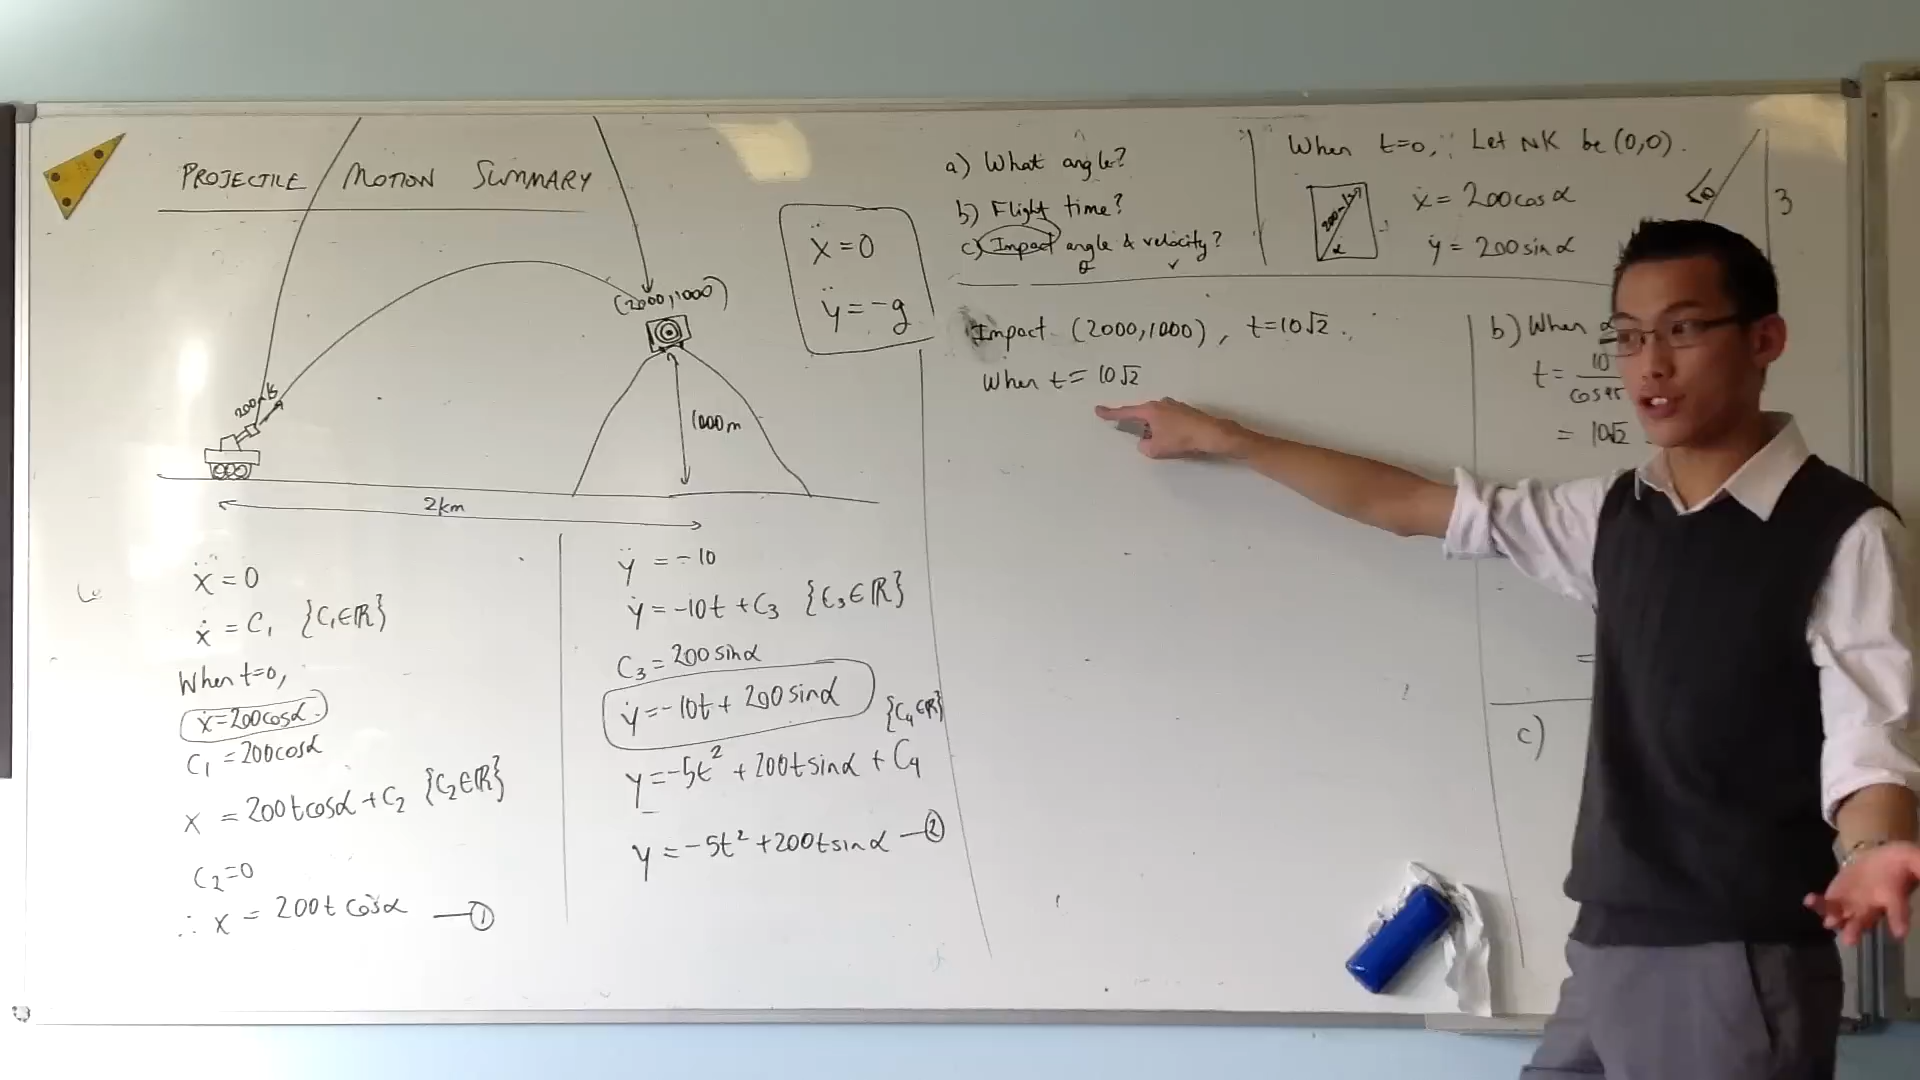 PROJECTILE MOTION SUMMARY
(2000,1000)
1000m
2km
ẍ = 0
ÿ = -g
ẍ = 0
ẋ = C₁ {C₁∈ℝ}
When t=0,
ẋ=200cosα
C₁ =200cosα
x = 200tcosα + C₂ {C₂∈ℝ}
C₂=0
∴ x = 200t cosα —①
ÿ = -10
ẏ = -10t + C₃ {C₃∈ℝ}
C₃ = 200sinα
ẏ = -10t + 200sinα
{C₄∈ℝ}
y = -5t² + 200tsinα + C₄
y = -5t² + 200tsinα —②
a) What angle?
b) Flight time?
c) Impact angle & velocity?
θ v
When t=0, Let NK be (0,0).
α
ẋ = 200cosα
ẏ = 200sinα
3
Impact (2000,1000), t=10√2.
When t = 10√2
b) When
t = 10
= 10√2
=
c)